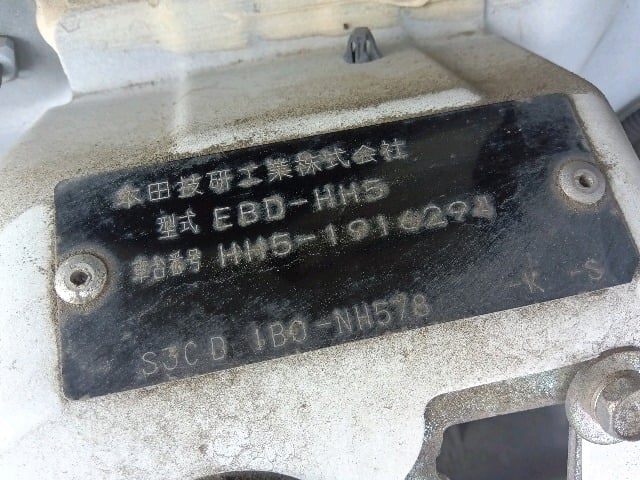 本田技研工業株式会社
型式 EBD-HH5
車台番号 HH5-1916294
S3CD 1B0-NH578 K -S